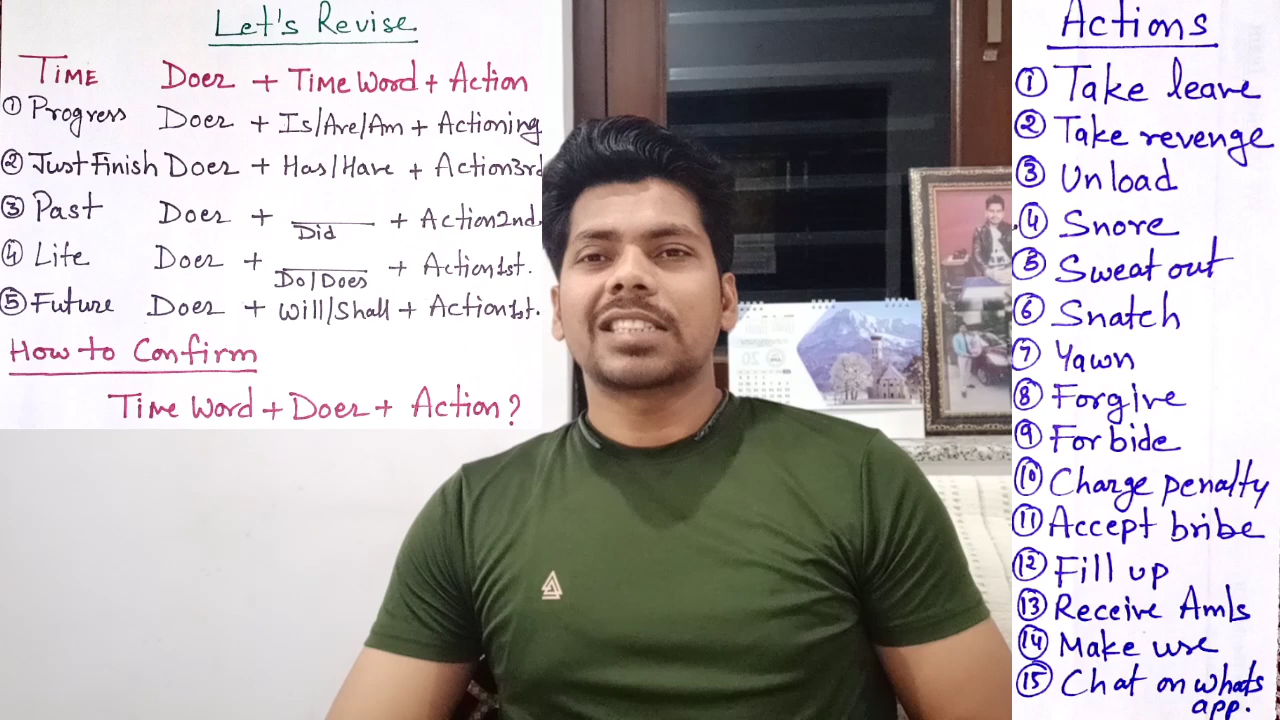 Let's Revise
TIME Doer + Time Word + Action
① Progress Doer + Is/Are/Am + Actioning
② Just Finish Doer + Has/Have + Action3rd
③ Past Doer + ____ + Action2nd.
Did
④ Life Doer + ____ + Action1st.
Do/Does
⑤ Future Doer + will/Shall + Action1st.
How to Confirm
Time Word + Doer + Action?
Actions
① Take leave
② Take revenge
③ Unload
④ Snore
⑤ Sweat out
⑥ Snatch
⑦ Yawn
⑧ Forgive
⑨ Forbide
⑩ Charge penalty
⑪ Accept bribe
⑫ Fill up
⑬ Receive
⑭ Make use
⑮ Chat on whats
app.
20